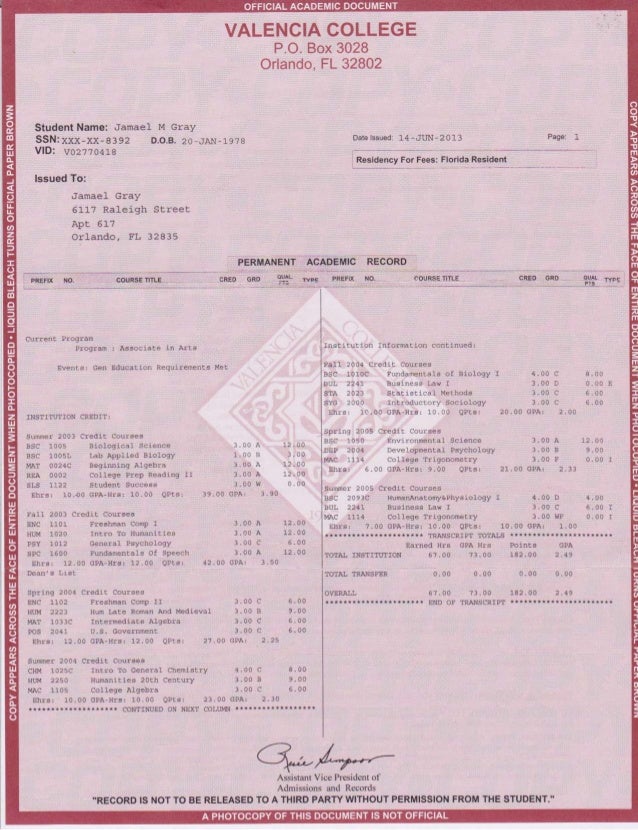 OFFICIAL ACADEMIC DOCUMENT
VALENCIA COLLEGE
P.O. Box 3028
Orlando, FL 32802
Student Name: Jamael M Gray
SSN: XXX-XX-8392 D.O.B. 20-JAN-1978
VID: V02770418
Date Issued: 14-JUN-2013 Page: 1
Residency For Fees: Florida Resident
Issued To:
Jamael Gray
6117 Raleigh Street
Apt 617
Orlando, FL 32835
PERMANENT ACADEMIC RECORD
PREFIX NO. COURSE TITLE CRED GRD QUAL PTS TYPE
Current Program
Program : Associate in Arts
Events: Gen Education Requirements Met
INSTITUTION CREDIT:
Summer 2003 Credit Courses
BSC 1005 Biological Science 3.00 A 12.00
BSC 1005L Lab Applied Biology 1.00 B 3.00
MAT 0024C Beginning Algebra 3.00 A 12.00
REA 0002 College Prep Reading II 3.00 A 12.00
SLS 1122 Student Success 3.00 W 0.00
Ehrs: 10.00 GPA-Hrs: 10.00 QPts: 39.00 GPA: 3.90
Fall 2003 Credit Courses
ENC 1101 Freshman Comp I 3.00 A 12.00
HUM 1020 Intro To Humanities 3.00 A 12.00
PSY 1012 General Psychology 3.00 C 6.00
SPC 1600 Fundamentals Of Speech 3.00 A 12.00
Ehrs: 12.00 GPA-Hrs: 12.00 QPts: 42.00 GPA: 3.50
Dean's List
Spring 2004 Credit Courses
ENC 1102 Freshman Comp II 3.00 C 6.00
HUM 2223 Hum Late Roman And Medieval 3.00 B 9.00
MAT 1033C Intermediate Algebra 3.00 C 6.00
POS 2041 U.S. Government 3.00 C 6.00
Ehrs: 12.00 GPA-Hrs: 12.00 QPts: 27.00 GPA: 2.25
Summer 2004 Credit Courses
CHM 1025C Intro To General Chemistry 4.00 C 8.00
HUM 2250 Humanities 20th Century 3.00 B 9.00
MAC 1105 College Algebra 3.00 C 6.00
Ehrs: 10.00 GPA-Hrs: 10.00 QPts: 23.00 GPA: 2.30
******************** CONTINUED ON NEXT COLUMN ******************
PREFIX NO. COURSE TITLE CRED GRD QUAL PTS TYPE
Institution Information continued:
Fall 2004 Credit Courses
BSC 1010C Fundamentals of Biology I 4.00 C 8.00
BUL 2241 Business Law I 3.00 D 0.00 E
STA 2023 Statistical Methods 3.00 C 6.00
SYG 2000 Introductory Sociology 3.00 C 6.00
Ehrs: 10.00 GPA-Hrs: 10.00 QPts: 20.00 GPA: 2.00
Spring 2005 Credit Courses
BSC 1050 Environmental Science 3.00 A 12.00
DEP 2004 Developmental Psychology 3.00 B 9.00
MAC 1114 College Trigonometry 3.00 F 0.00 I
Ehrs: 6.00 GPA-Hrs: 9.00 QPts: 21.00 GPA: 2.33
Summer 2005 Credit Courses
BSC 2093C HumanAnatomy&Physiology I 4.00 D 4.00
BUL 2241 Business Law I 3.00 C 6.00 I
MAC 1114 College Trigonometry 3.00 WP 0.00 I
Ehrs: 7.00 GPA-Hrs: 10.00 QPts: 10.00 GPA: 1.00
********************** TRANSCRIPT TOTALS **********************
Earned Hrs GPA Hrs Points GPA
TOTAL INSTITUTION 67.00 73.00 182.00 2.49
TOTAL TRANSFER 0.00 0.00 0.00 0.00
OVERALL 67.00 73.00 182.00 2.49
********************** END OF TRANSCRIPT **********************
Assistant Vice President of
Admissions and Records
"RECORD IS NOT TO BE RELEASED TO A THIRD PARTY WITHOUT PERMISSION FROM THE STUDENT."
A PHOTOCOPY OF THIS DOCUMENT IS NOT OFFICIAL
COPY APPEARS ACROSS THE FACE OF ENTIRE DOCUMENT WHEN PHOTOCOPIED • LIQUID BLEACH TURNS OFFICIAL PAPER BROWN
COPY APPEARS ACROSS THE FACE OF ENTIRE DOCUMENT WHEN PHOTOCOPIED • LIQUID BLEACH TURNS OFFICIAL PAPER BROWN
VALENCIA